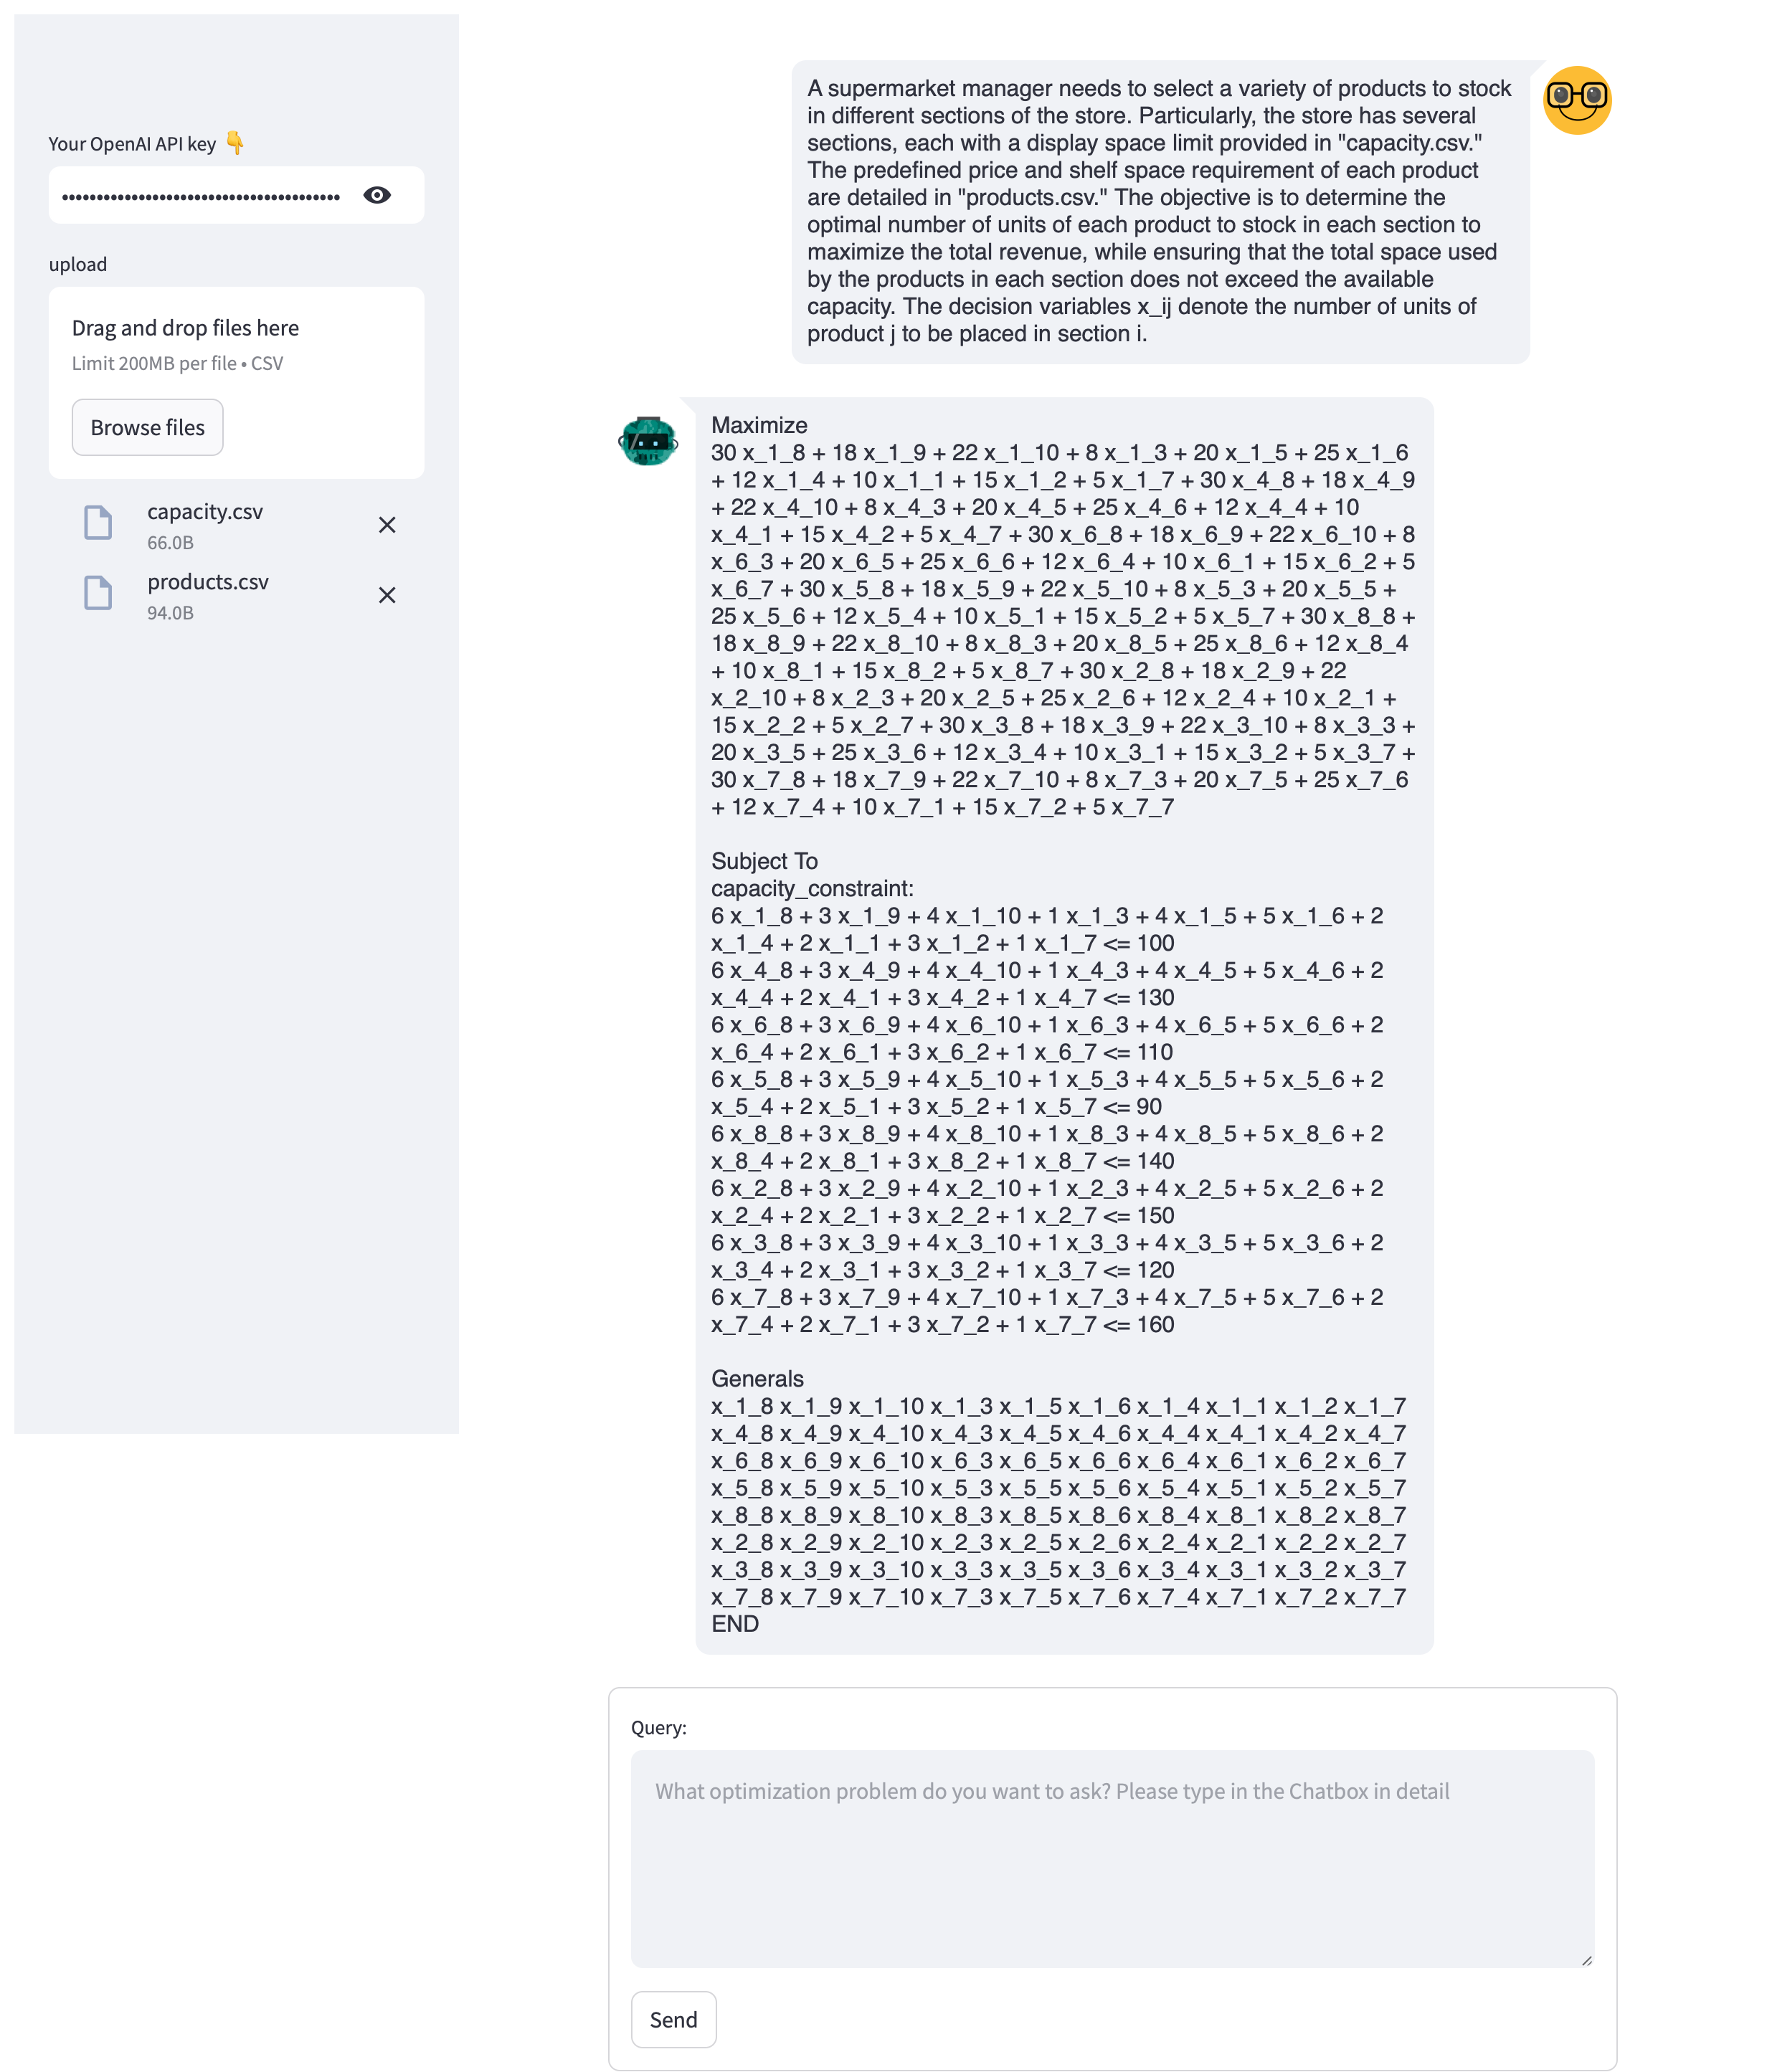 Your OpenAI API key 👇
••••••••••••••••••••••••••••••••••••••••
upload
Drag and drop files here
Limit 200MB per file • CSV
Browse files
capacity.csv
66.0B
products.csv
94.0B
A supermarket manager needs to select a variety of products to stock
in different sections of the store. Particularly, the store has several
sections, each with a display space limit provided in "capacity.csv."
The predefined price and shelf space requirement of each product
are detailed in "products.csv." The objective is to determine the
optimal number of units of each product to stock in each section to
maximize the total revenue, while ensuring that the total space used
by the products in each section does not exceed the available
capacity. The decision variables x_ij denote the number of units of
product j to be placed in section i.
Maximize
30 x_1_8 + 18 x_1_9 + 22 x_1_10 + 8 x_1_3 + 20 x_1_5 + 25 x_1_6
+ 12 x_1_4 + 10 x_1_1 + 15 x_1_2 + 5 x_1_7 + 30 x_4_8 + 18 x_4_9
+ 22 x_4_10 + 8 x_4_3 + 20 x_4_5 + 25 x_4_6 + 12 x_4_4 + 10
x_4_1 + 15 x_4_2 + 5 x_4_7 + 30 x_6_8 + 18 x_6_9 + 22 x_6_10 + 8
x_6_3 + 20 x_6_5 + 25 x_6_6 + 12 x_6_4 + 10 x_6_1 + 15 x_6_2 + 5
x_6_7 + 30 x_5_8 + 18 x_5_9 + 22 x_5_10 + 8 x_5_3 + 20 x_5_5 +
25 x_5_6 + 12 x_5_4 + 10 x_5_1 + 15 x_5_2 + 5 x_5_7 + 30 x_8_8 +
18 x_8_9 + 22 x_8_10 + 8 x_8_3 + 20 x_8_5 + 25 x_8_6 + 12 x_8_4
+ 10 x_8_1 + 15 x_8_2 + 5 x_8_7 + 30 x_2_8 + 18 x_2_9 + 22
x_2_10 + 8 x_2_3 + 20 x_2_5 + 25 x_2_6 + 12 x_2_4 + 10 x_2_1 +
15 x_2_2 + 5 x_2_7 + 30 x_3_8 + 18 x_3_9 + 22 x_3_10 + 8 x_3_3 +
20 x_3_5 + 25 x_3_6 + 12 x_3_4 + 10 x_3_1 + 15 x_3_2 + 5 x_3_7 +
30 x_7_8 + 18 x_7_9 + 22 x_7_10 + 8 x_7_3 + 20 x_7_5 + 25 x_7_6
+ 12 x_7_4 + 10 x_7_1 + 15 x_7_2 + 5 x_7_7
Subject To
capacity_constraint:
6 x_1_8 + 3 x_1_9 + 4 x_1_10 + 1 x_1_3 + 4 x_1_5 + 5 x_1_6 + 2
x_1_4 + 2 x_1_1 + 3 x_1_2 + 1 x_1_7 <= 100
6 x_4_8 + 3 x_4_9 + 4 x_4_10 + 1 x_4_3 + 4 x_4_5 + 5 x_4_6 + 2
x_4_4 + 2 x_4_1 + 3 x_4_2 + 1 x_4_7 <= 130
6 x_6_8 + 3 x_6_9 + 4 x_6_10 + 1 x_6_3 + 4 x_6_5 + 5 x_6_6 + 2
x_6_4 + 2 x_6_1 + 3 x_6_2 + 1 x_6_7 <= 110
6 x_5_8 + 3 x_5_9 + 4 x_5_10 + 1 x_5_3 + 4 x_5_5 + 5 x_5_6 + 2
x_5_4 + 2 x_5_1 + 3 x_5_2 + 1 x_5_7 <= 90
6 x_8_8 + 3 x_8_9 + 4 x_8_10 + 1 x_8_3 + 4 x_8_5 + 5 x_8_6 + 2
x_8_4 + 2 x_8_1 + 3 x_8_2 + 1 x_8_7 <= 140
6 x_2_8 + 3 x_2_9 + 4 x_2_10 + 1 x_2_3 + 4 x_2_5 + 5 x_2_6 + 2
x_2_4 + 2 x_2_1 + 3 x_2_2 + 1 x_2_7 <= 150
6 x_3_8 + 3 x_3_9 + 4 x_3_10 + 1 x_3_3 + 4 x_3_5 + 5 x_3_6 + 2
x_3_4 + 2 x_3_1 + 3 x_3_2 + 1 x_3_7 <= 120
6 x_7_8 + 3 x_7_9 + 4 x_7_10 + 1 x_7_3 + 4 x_7_5 + 5 x_7_6 + 2
x_7_4 + 2 x_7_1 + 3 x_7_2 + 1 x_7_7 <= 160
Generals
x_1_8 x_1_9 x_1_10 x_1_3 x_1_5 x_1_6 x_1_4 x_1_1 x_1_2 x_1_7
x_4_8 x_4_9 x_4_10 x_4_3 x_4_5 x_4_6 x_4_4 x_4_1 x_4_2 x_4_7
x_6_8 x_6_9 x_6_10 x_6_3 x_6_5 x_6_6 x_6_4 x_6_1 x_6_2 x_6_7
x_5_8 x_5_9 x_5_10 x_5_3 x_5_5 x_5_6 x_5_4 x_5_1 x_5_2 x_5_7
x_8_8 x_8_9 x_8_10 x_8_3 x_8_5 x_8_6 x_8_4 x_8_1 x_8_2 x_8_7
x_2_8 x_2_9 x_2_10 x_2_3 x_2_5 x_2_6 x_2_4 x_2_1 x_2_2 x_2_7
x_3_8 x_3_9 x_3_10 x_3_3 x_3_5 x_3_6 x_3_4 x_3_1 x_3_2 x_3_7
x_7_8 x_7_9 x_7_10 x_7_3 x_7_5 x_7_6 x_7_4 x_7_1 x_7_2 x_7_7
END
Query:
What optimization problem do you want to ask? Please type in the Chatbox in detail
Send